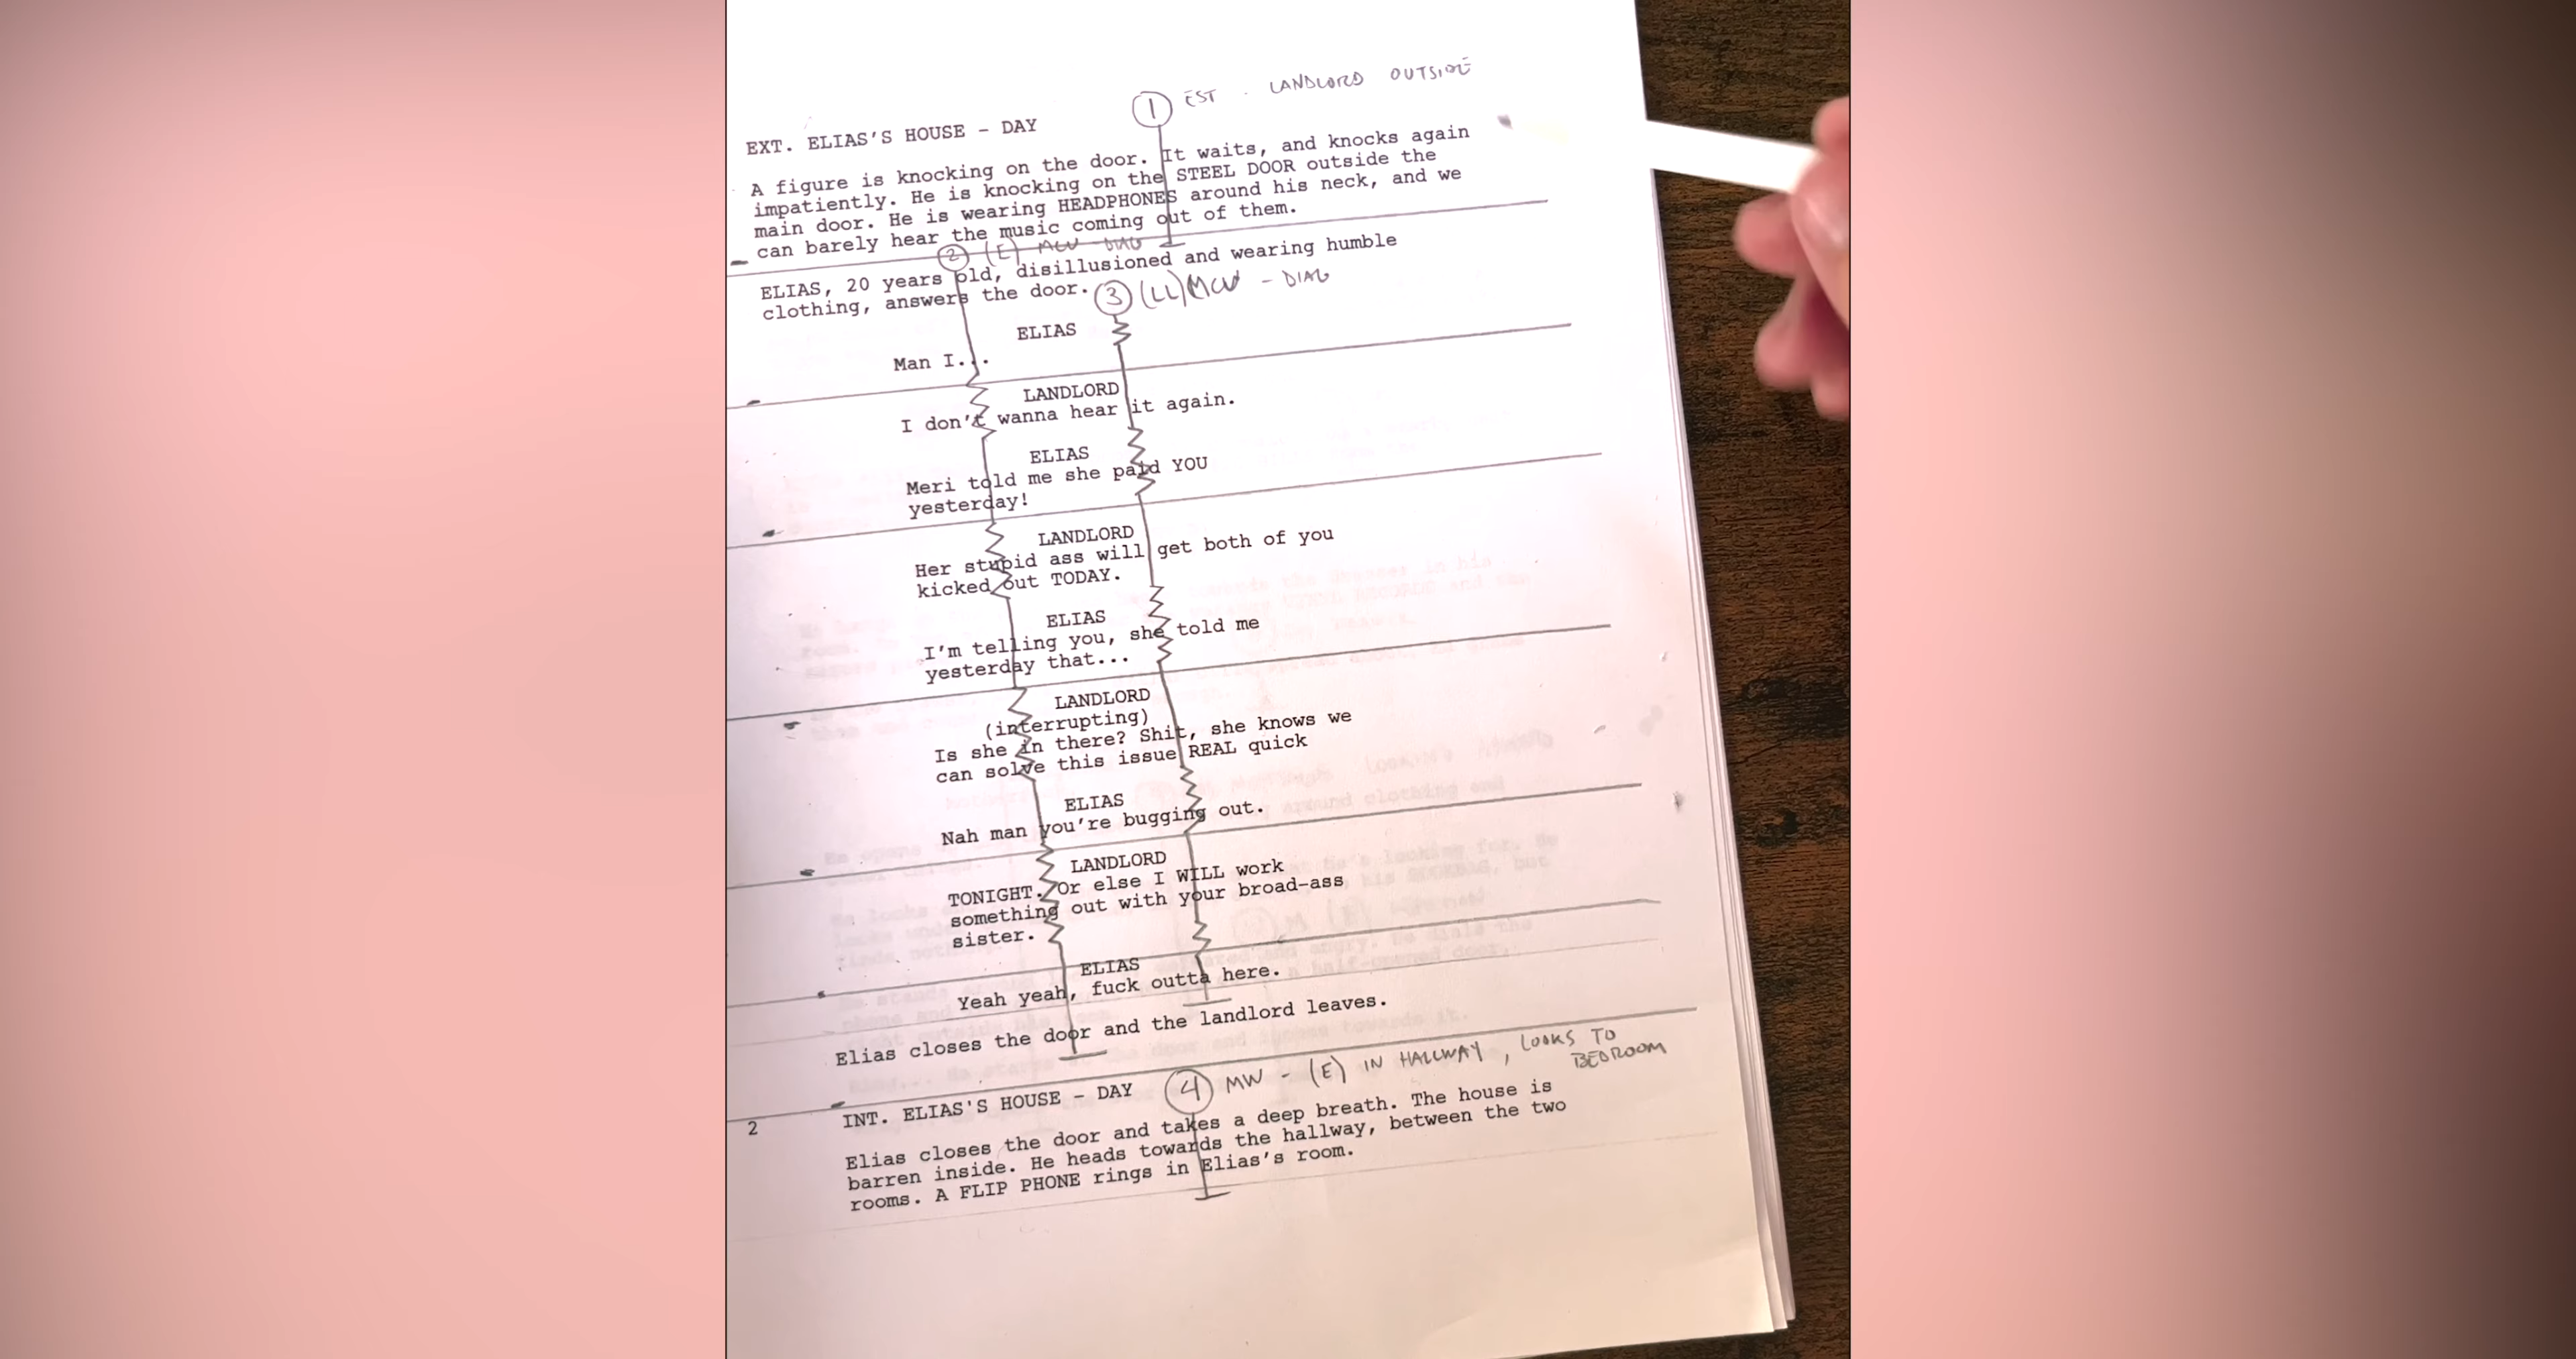 ① EST. LANDLORD OUTSIDE
EXT. ELIAS'S HOUSE - DAY
A figure is knocking on the door. It waits, and knocks again
impatiently. He is knocking on the STEEL DOOR outside the
main door. He is wearing HEADPHONES around his neck, and we
can barely hear the music coming out of them.
② (E) MCU DIAG
ELIAS, 20 years old, disillusioned and wearing humble
clothing, answers the door.
③ (LL) MCU - DIAG
ELIAS
Man I...
LANDLORD
I don't wanna hear it again.
ELIAS
Meri told me she paid YOU
yesterday!
LANDLORD
Her stupid ass will get both of you
kicked out TODAY.
ELIAS
I'm telling you, she told me
yesterday that...
LANDLORD
(interrupting)
Is she in there? Shit, she knows we
can solve this issue REAL quick
ELIAS
Nah man you're bugging out.
LANDLORD
TONIGHT. Or else I WILL work
something out with your broad-ass
sister.
ELIAS
Yeah yeah, fuck outta here.
Elias closes the door and the landlord leaves.
④ MW - (E) IN HALLWAY, LOOKS TO
BEDROOM
2 INT. ELIAS'S HOUSE - DAY
Elias closes the door and takes a deep breath. The house is
barren inside. He heads towards the hallway, between the two
rooms. A FLIP PHONE rings in Elias's room.